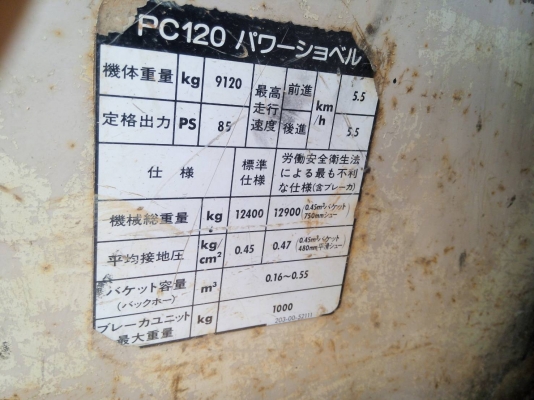 PC120 パワーショベル
機体重量 kg 9120 最高走行速度 前進 km/h 5.5
定格出力 PS 85 後進 5.5
仕様 標準仕様 労働安全衛生法による最も不利な仕様(含ブレーカ)
機械総重量 kg 12400 12900 0.45m³バケット 750mmシュー
平均接地圧 kg/cm² 0.45 0.47 0.45m³バケット 480mm平滑シュー
バケット容量(バックホー) m³ 0.16~0.55
ブレーカユニット最大重量 kg 1000
203-00-52111